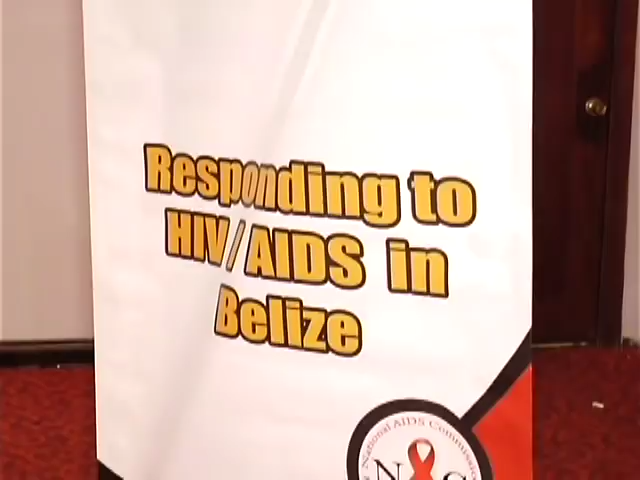 Responding to
HIV/AIDS in
Belize
National AIDS Commission
N C